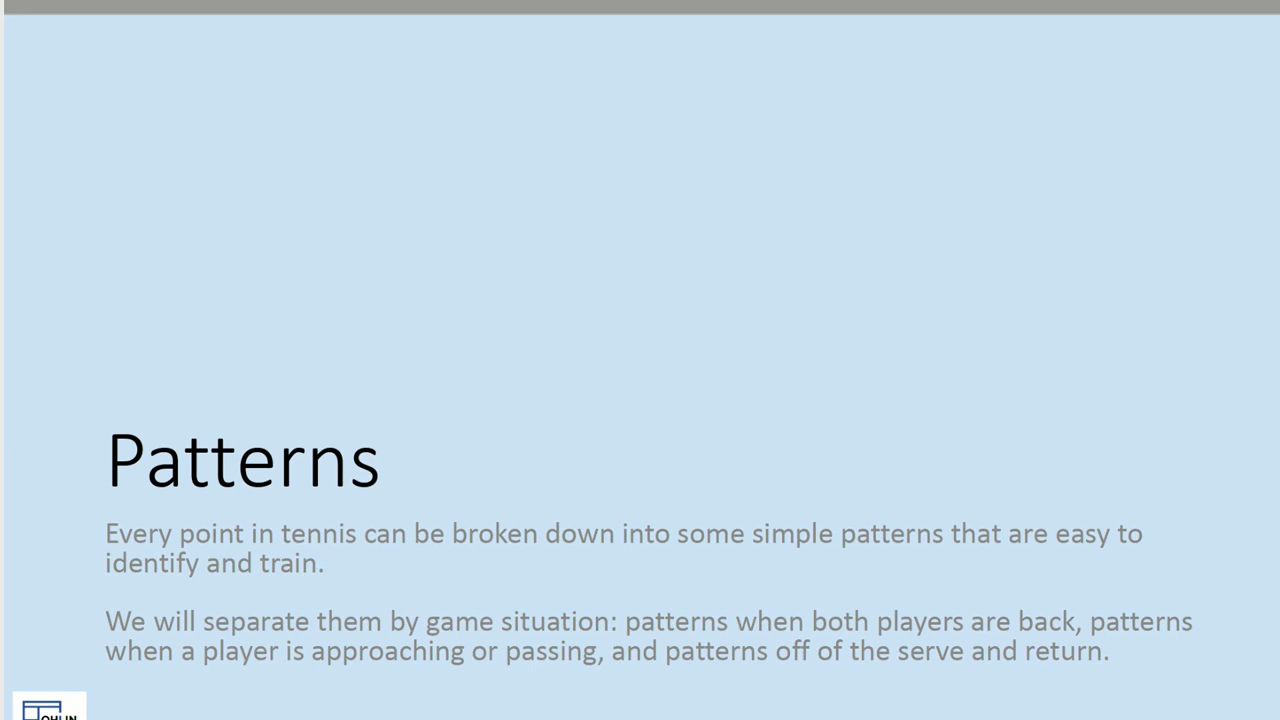 Patterns
Every point in tennis can be broken down into some simple patterns that are easy to
identify and train.
We will separate them by game situation: patterns when both players are back, patterns
when a player is approaching or passing, and patterns off of the serve and return.